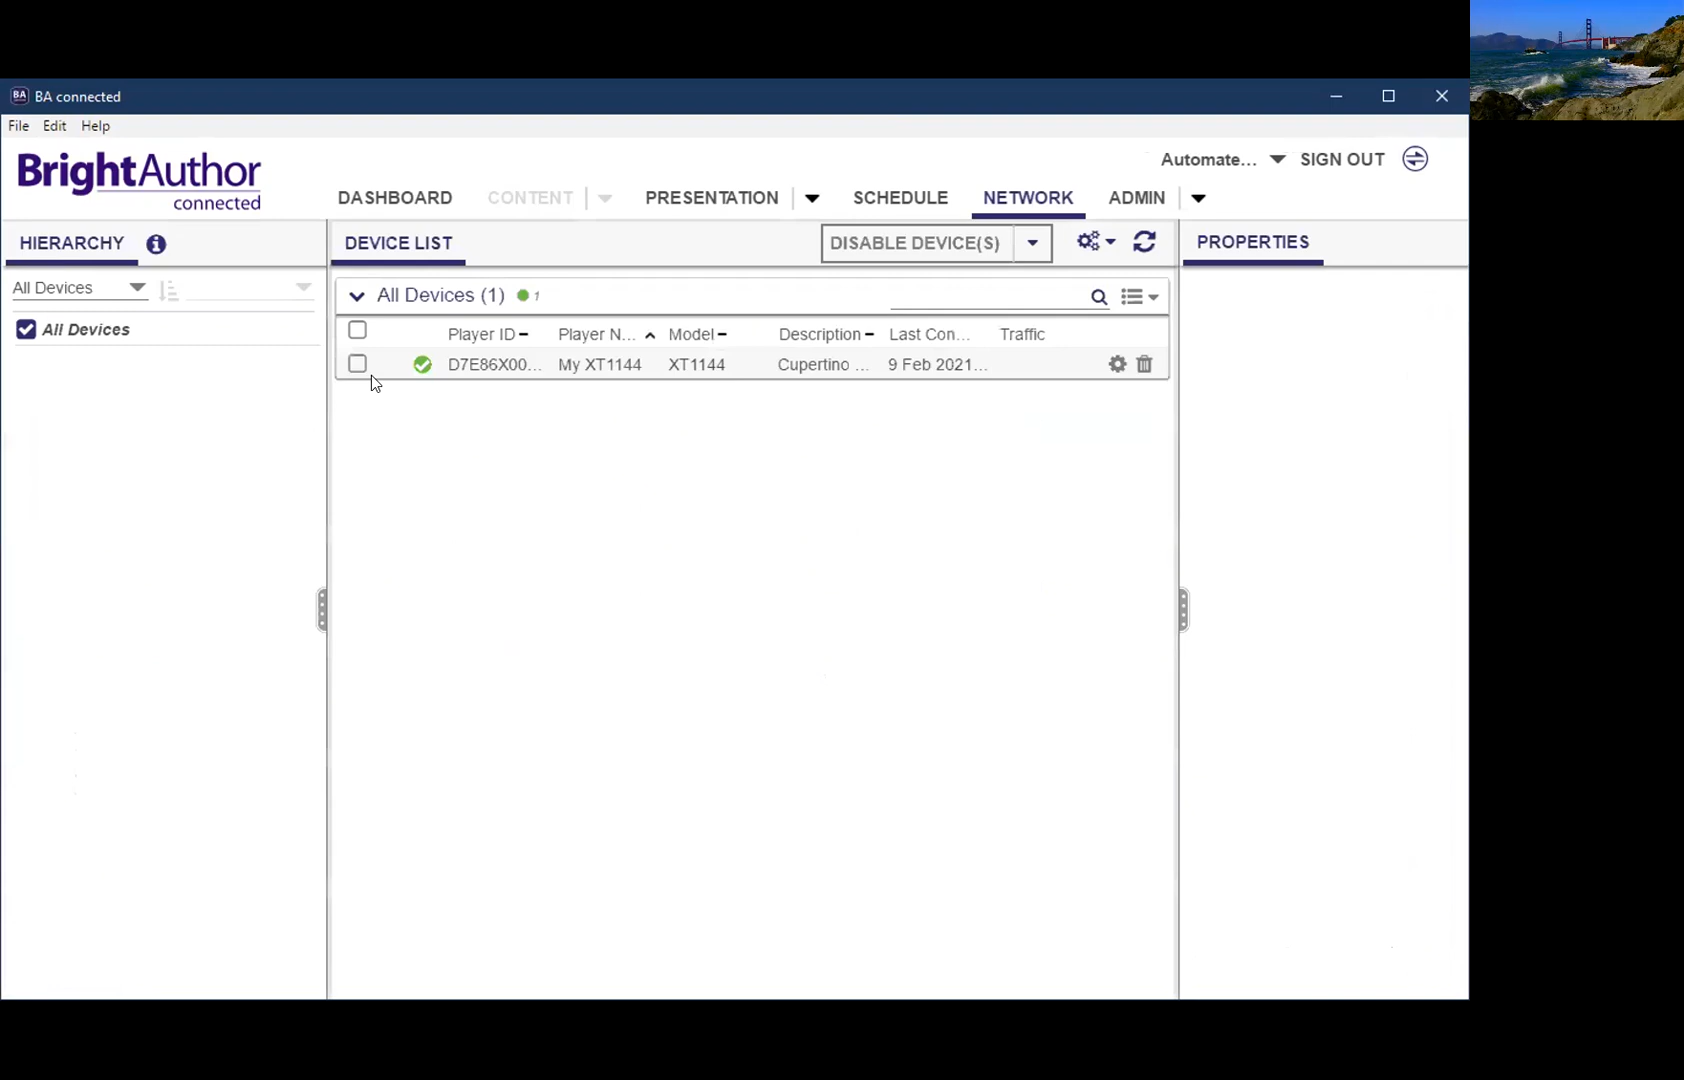 BA BA connected
File Edit Help
BrightAuthor
connected
Automate... SIGN OUT
DASHBOARD CONTENT PRESENTATION SCHEDULE NETWORK ADMIN
HIERARCHY
DEVICE LIST
DISABLE DEVICE(S)
PROPERTIES
All Devices
All Devices
All Devices (1) 1
Player ID Player N... Model Description Last Con... Traffic
D7E86X00... My XT1144 XT1144 Cupertino ... 9 Feb 2021...